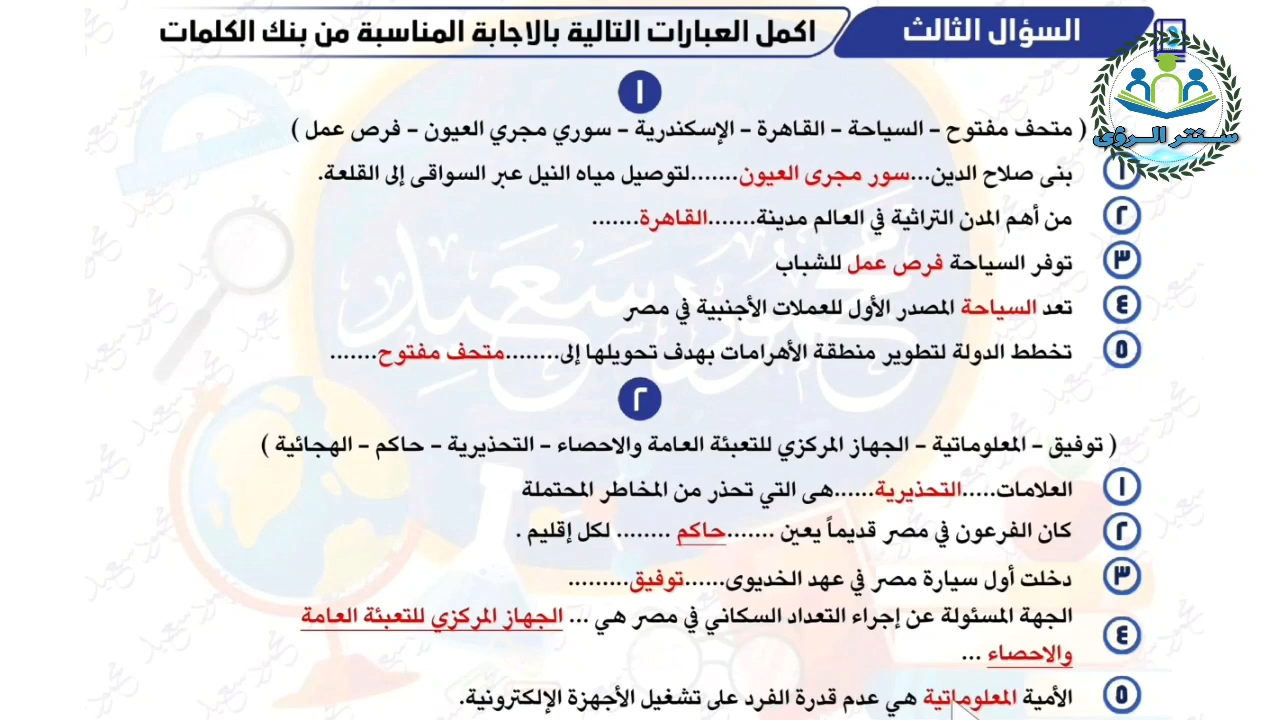 السؤال الثالث
اكمل العبارات التالية بالاجابة المناسبة من بنك الكلمات
سنتر الرؤى
١
( متحف مفتوح – السياحة – القاهرة – الإسكندرية – سوري مجري العيون – فرص عمل )
١ بنى صلاح الدين...سور مجرى العيون.......لتوصيل مياه النيل عبر السواقى إلى القلعة.
٢ من أهم المدن التراثية في العالم مدينة.......القاهرة.......
٣ توفر السياحة فرص عمل للشباب
٤ تعد السياحة المصدر الأول للعملات الأجنبية في مصر
٥ تخطط الدولة لتطوير منطقة الأهرامات بهدف تحويلها إلى........متحف مفتوح.......
٢
( توفيق – المعلوماتية – الجهاز المركزي للتعبئة العامة والاحصاء – التحذيرية – حاكم – الهجائية )
١ العلامات.....التحذيرية......هى التي تحذر من المخاطر المحتملة
٢ كان الفرعون في مصر قديماً يعين .......حاكم ........ لكل إقليم .
٣ دخلت أول سيارة مصر في عهد الخديوى......توفيق.........
٤ الجهة المسئولة عن إجراء التعداد السكاني في مصر هي ... الجهاز المركزي للتعبئة العامة
والاحصاء ...
٥ الأمية المعلوماتية هي عدم قدرة الفرد على تشغيل الأجهزة الإلكترونية.
محمود سعيد